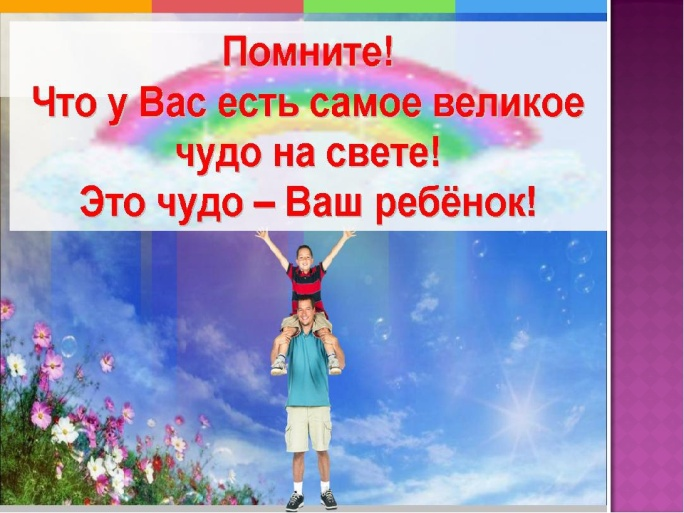 Помните!
Что у Вас есть самое великое
чудо на свете!
Это чудо – Ваш ребёнок!